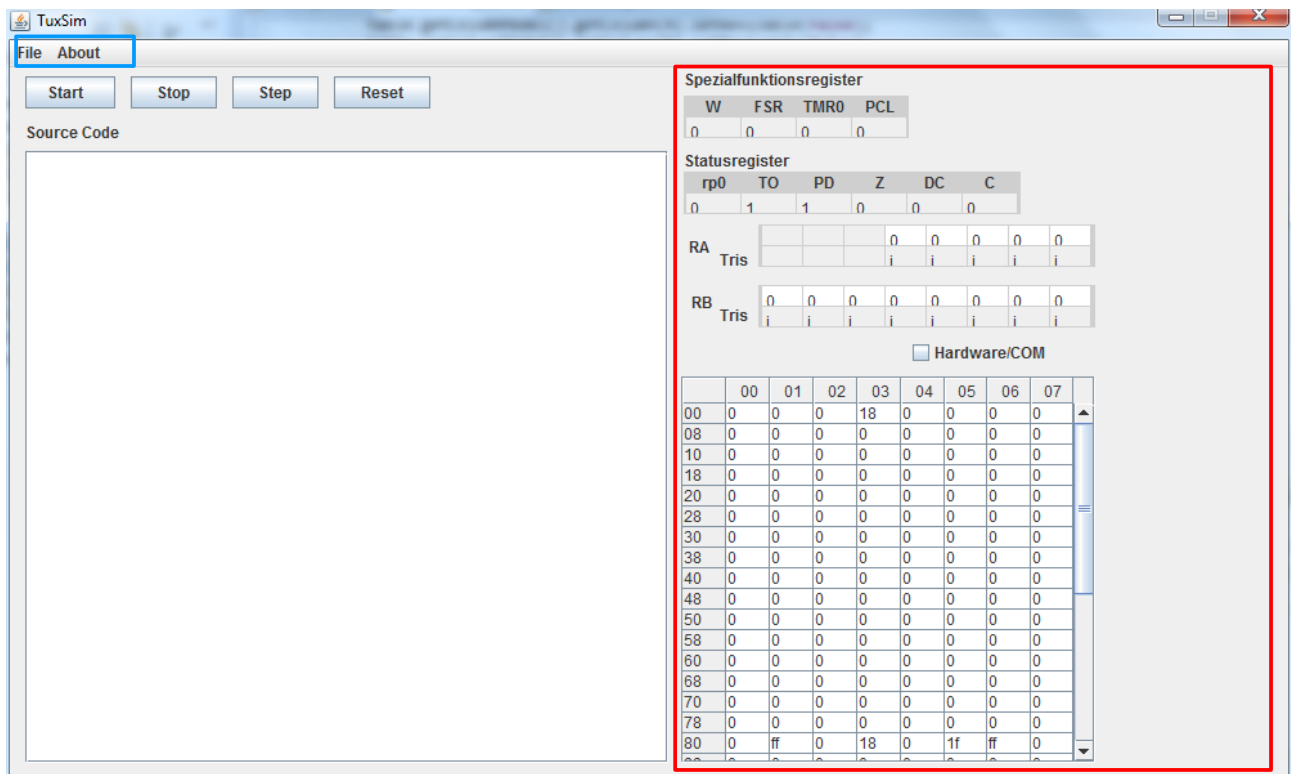 TuxSim
File About
Start Stop Step Reset
Source Code
Spezialfunktionsregister
W FSR TMR0 PCL
0 0 0 0
Statusregister
rp0 TO PD Z DC C
0 1 1 0 0 0
RA
0 0 0 0 0
Tris
i i i i i
RB
0 0 0 0 0 0 0 0
Tris
i i i i i i i i
Hardware/COM
00 01 02 03 04 05 06 07
00 0 0 0 18 0 0 0 0
08 0 0 0 0 0 0 0 0
10 0 0 0 0 0 0 0 0
18 0 0 0 0 0 0 0 0
20 0 0 0 0 0 0 0 0
28 0 0 0 0 0 0 0 0
30 0 0 0 0 0 0 0 0
38 0 0 0 0 0 0 0 0
40 0 0 0 0 0 0 0 0
48 0 0 0 0 0 0 0 0
50 0 0 0 0 0 0 0 0
58 0 0 0 0 0 0 0 0
60 0 0 0 0 0 0 0 0
68 0 0 0 0 0 0 0 0
70 0 0 0 0 0 0 0 0
78 0 0 0 0 0 0 0 0
80 0 ff 0 18 0 1f ff 0